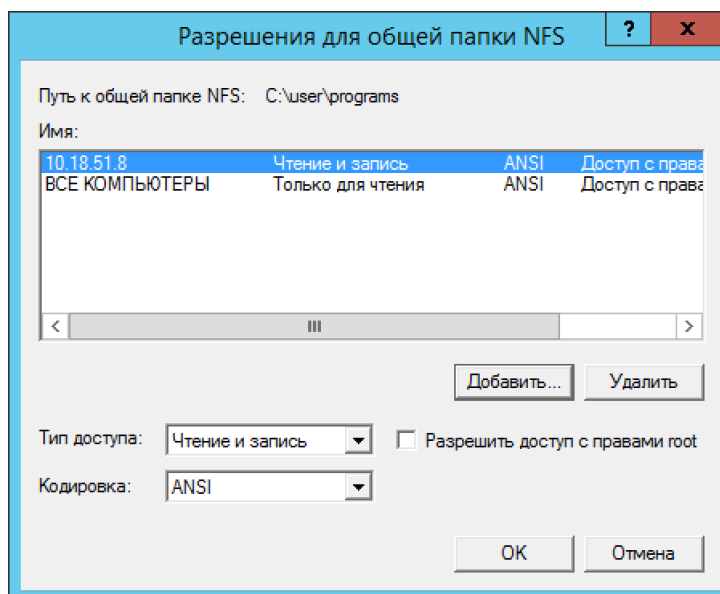 Разрешения для общей папки NFS ? x
Путь к общей папке NFS: C:\user\programs
Имя:
10.18.51.8 Чтение и запись ANSI Доступ с права
ВСЕ КОМПЬЮТЕРЫ Только для чтения ANSI Доступ с права
Добавить... Удалить
Тип доступа: Чтение и запись Разрешить доступ с правами root
Кодировка: ANSI
OK Отмена